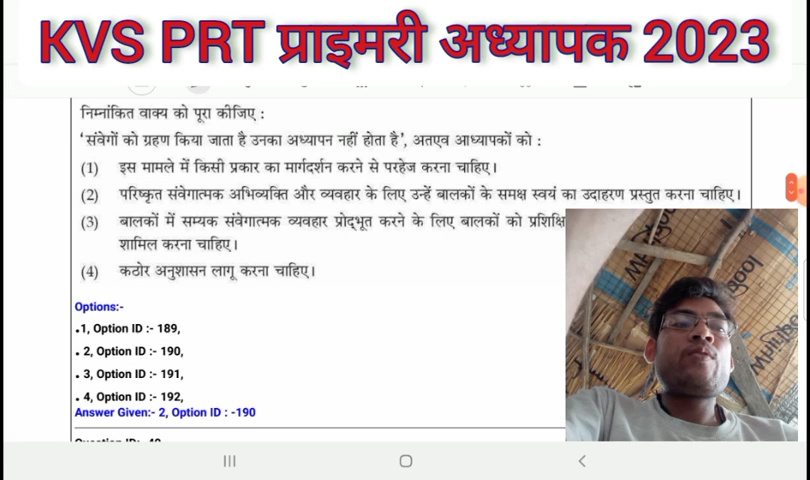 KVS PRT प्राइमरी अध्यापक 2023
निम्नांकित वाक्य को पूरा कीजिए :
‘संवेगों को ग्रहण किया जाता है उनका अध्यापन नहीं होता है’, अतएव आध्यापकों को :
(1) इस मामले में किसी प्रकार का मार्गदर्शन करने से परहेज करना चाहिए।
(2) परिष्कृत संवेगात्मक अभिव्यक्ति और व्यवहार के लिए उन्हें बालकों के समक्ष स्वयं का उदाहरण प्रस्तुत करना चाहिए।
(3) बालकों में सम्यक संवेगात्मक व्यवहार प्रोद्भूत करने के लिए बालकों को
शामिल करना चाहिए।
(4) कठोर अनुशासन लागू करना चाहिए।
Options:-
.1, Option ID :- 189,
. 2, Option ID :- 190,
. 3, Option ID :- 191,
. 4, Option ID :- 192,
Answer Given:- 2, Option ID : -190